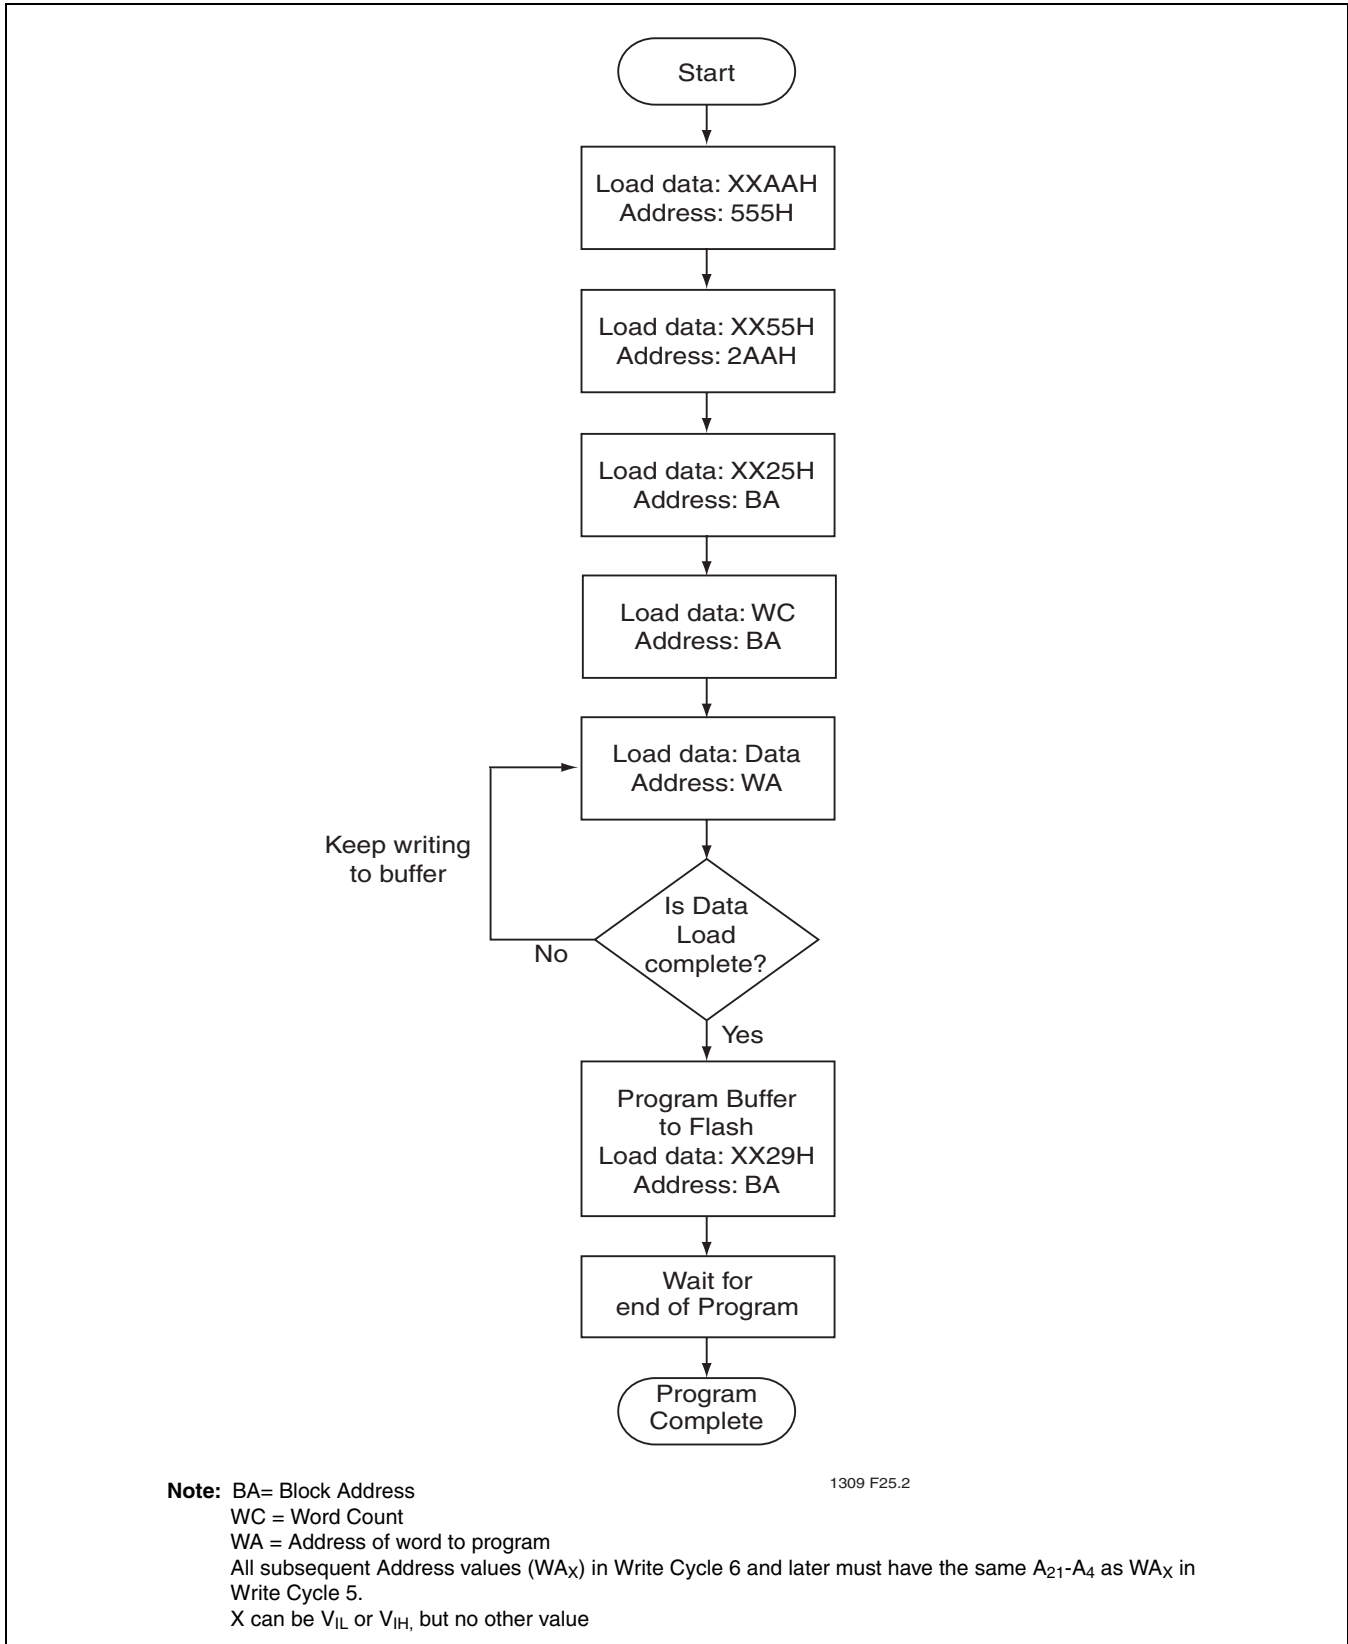 Start
Load data: XXAAH
Address: 555H
Load data: XX55H
Address: 2AAH
Load data: XX25H
Address: BA
Load data: WC
Address: BA
Load data: Data
Address: WA
Keep writing
to buffer
Is Data
Load
complete?
No
Yes
Program Buffer
to Flash
Load data: XX29H
Address: BA
Wait for
end of Program
Program
Complete
1309 F25.2
Note: BA= Block Address
WC = Word Count
WA = Address of word to program
All subsequent Address values (WAX) in Write Cycle 6 and later must have the same A21-A4 as WAX in
Write Cycle 5.
X can be VIL or VIH, but no other value